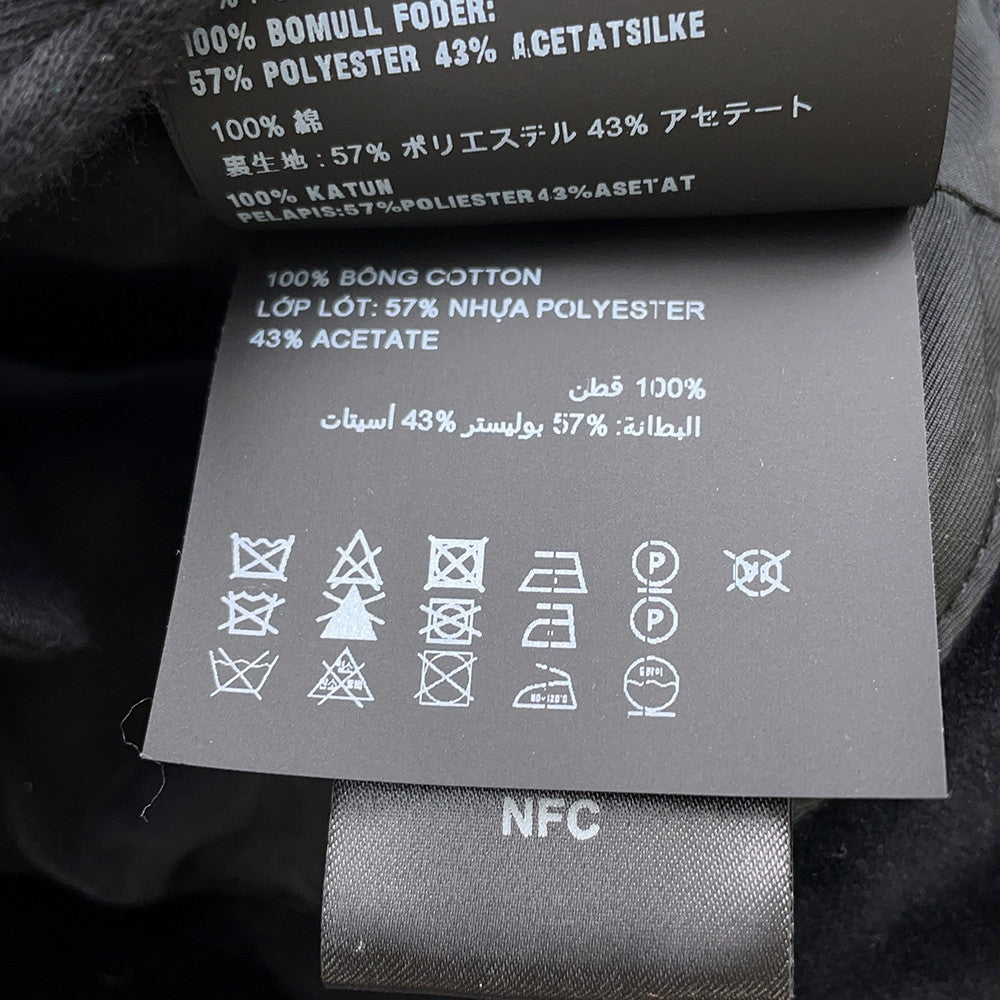 100% BOMULL FODER:
57% POLYESTER 43% ACETATSILKE
100% 綿
裏生地:57% ポリエステル 43% アセテート
100% KATUN
PELAPIS:57%POLIESTER43%ASETAT
100% BÔNG COTTON
LỚP LÓT: 57% NHỰA POLYESTER
43% ACETATE
100% قطن
البطانة: 57% بوليستر 43% أسيتات
P
P
NFC